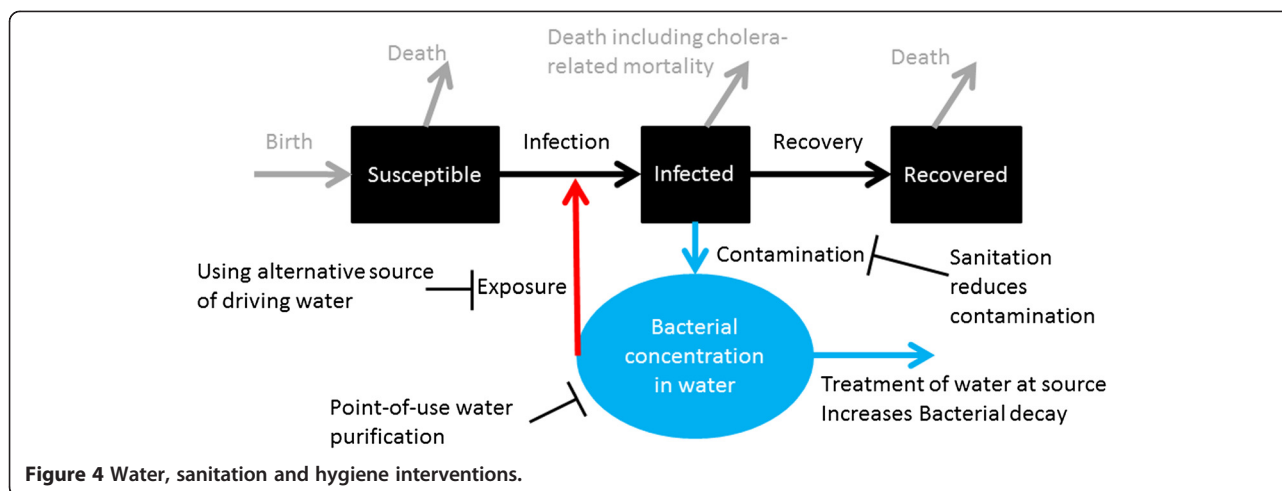 Death
Death including cholera-
related mortality
Death
Birth
Infection
Recovery
Susceptible
Infected
Recovered
Using alternative source
of driving water
Exposure
Contamination
Sanitation
reduces
contamination
Bacterial
concentration
in water
Point-of-use water
purification
Treatment of water at source
Increases Bacterial decay
Figure 4 Water, sanitation and hygiene interventions.